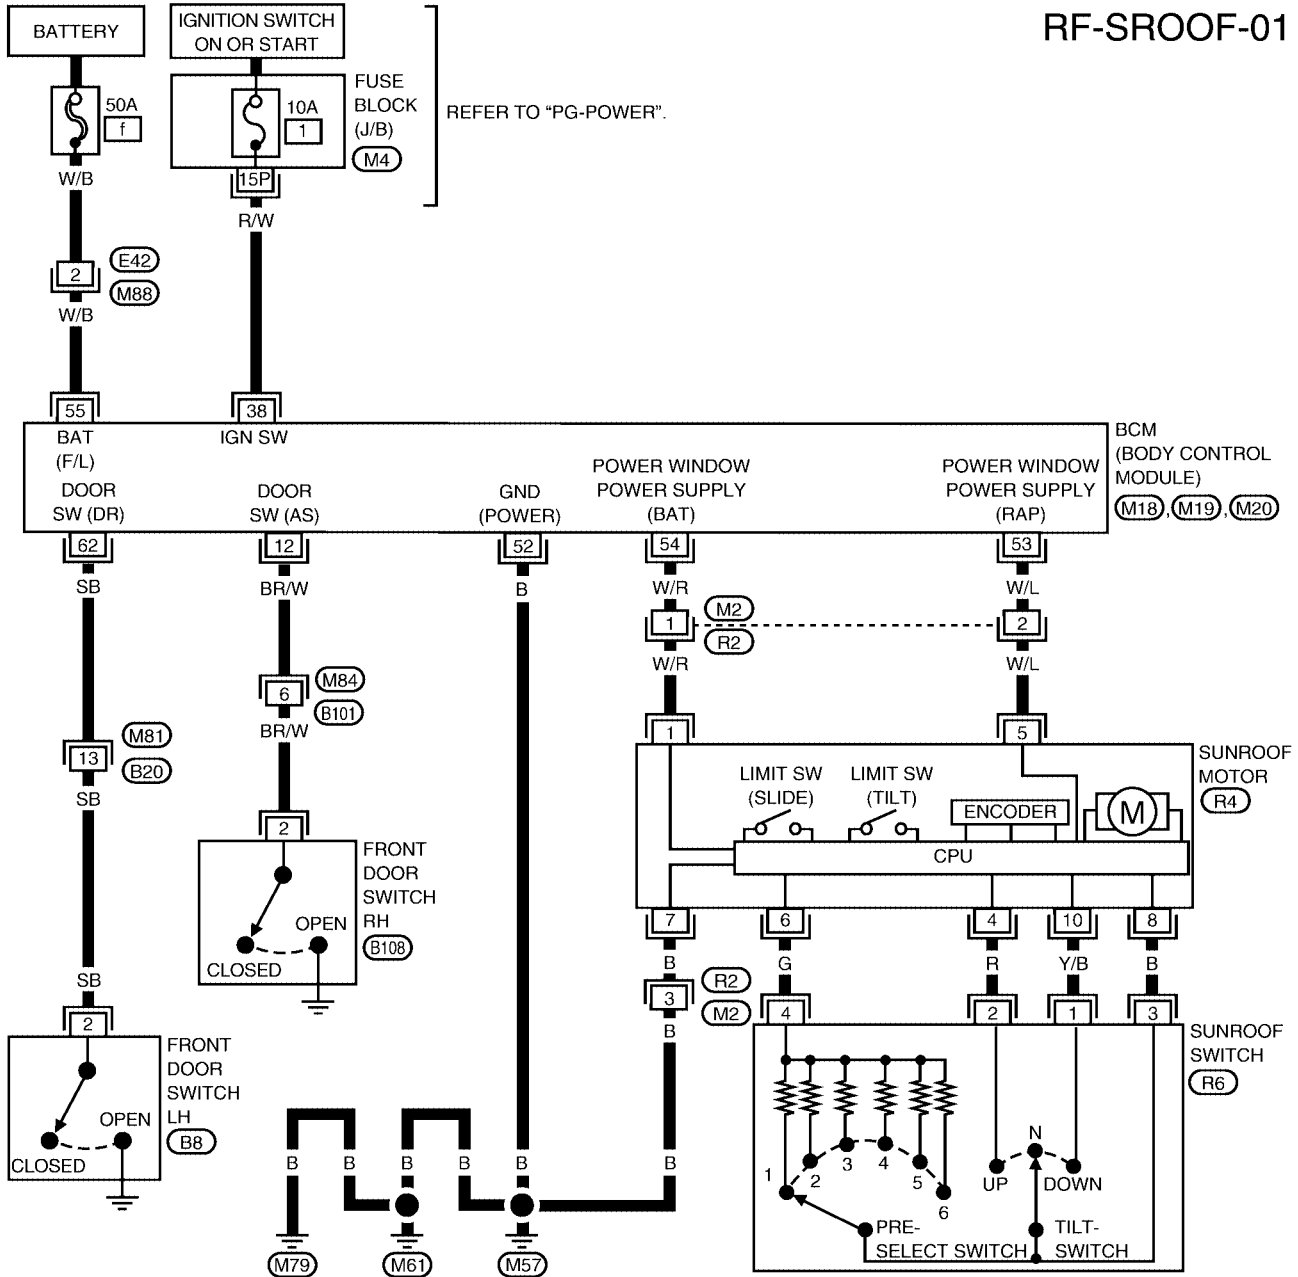 RF-SROOF-01
BATTERY
IGNITION SWITCH
ON OR START
50A
f
10A
1
FUSE
BLOCK
(J/B)
M4
REFER TO “PG-POWER”.
15P
W/B
R/W
2
E42
M88
W/B
55
38
BAT
(F/L)
IGN SW
DOOR
SW (DR)
DOOR
SW (AS)
GND
(POWER)
POWER WINDOW
POWER SUPPLY
(BAT)
POWER WINDOW
POWER SUPPLY
(RAP)
BCM
(BODY CONTROL
MODULE)
M18, M19, M20
62
12
52
54
53
SB
BR/W
B
W/R
W/L
1
M2
R2
2
W/R
W/L
6
M84
B101
BR/W
13
M81
B20
SB
1
5
SUNROOF
MOTOR
R4
LIMIT SW
(SLIDE)
LIMIT SW
(TILT)
ENCODER
M
CPU
2
FRONT
DOOR
SWITCH
RH
B108
OPEN
CLOSED
7
6
4
10
8
B
G
R
Y/B
B
3
R2
M2
B
SB
2
FRONT
DOOR
SWITCH
LH
B8
OPEN
CLOSED
4
2
1
3
SUNROOF
SWITCH
R6
1
2
3
4
5
6
N
UP
DOWN
PRE-
SELECT SWITCH
TILT-
SWITCH
B
B
B
B
B
B
M79
M61
M57